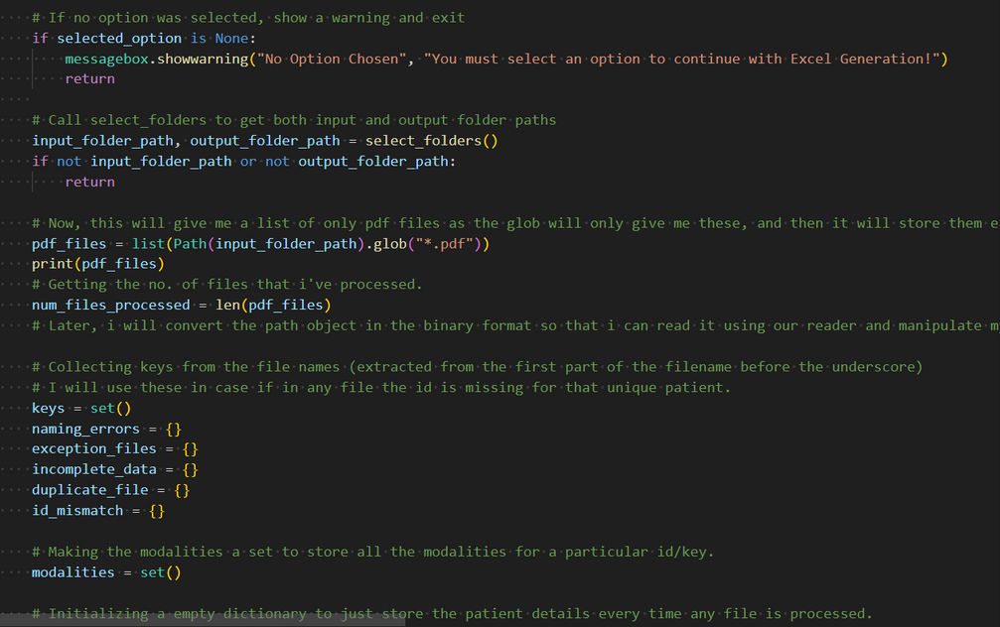 # If no option was selected, show a warning and exit
if selected_option is None:
messagebox.showwarning("No Option Chosen", "You must select an option to continue with Excel Generation!")
return
# Call select_folders to get both input and output folder paths
input_folder_path, output_folder_path = select_folders()
if not input_folder_path or not output_folder_path:
return
# Now, this will give me a list of only pdf files as the glob will only give me these, and then it will store them e
pdf_files = list(Path(input_folder_path).glob("*.pdf"))
print(pdf_files)
# Getting the no. of files that i've processed.
num_files_processed = len(pdf_files)
# Later, i will convert the path object in the binary format so that i can read it using our reader and manipulate m
# Collecting keys from the file names (extracted from the first part of the filename before the underscore)
# I will use these in case if in any file the id is missing for that unique patient.
keys = set()
naming_errors = {}
exception_files = {}
incomplete_data = {}
duplicate_file = {}
id_mismatch = {}
# Making the modalities a set to store all the modalities for a particular id/key.
modalities = set()
# Initializing a empty dictionary to just store the patient details every time any file is processed.